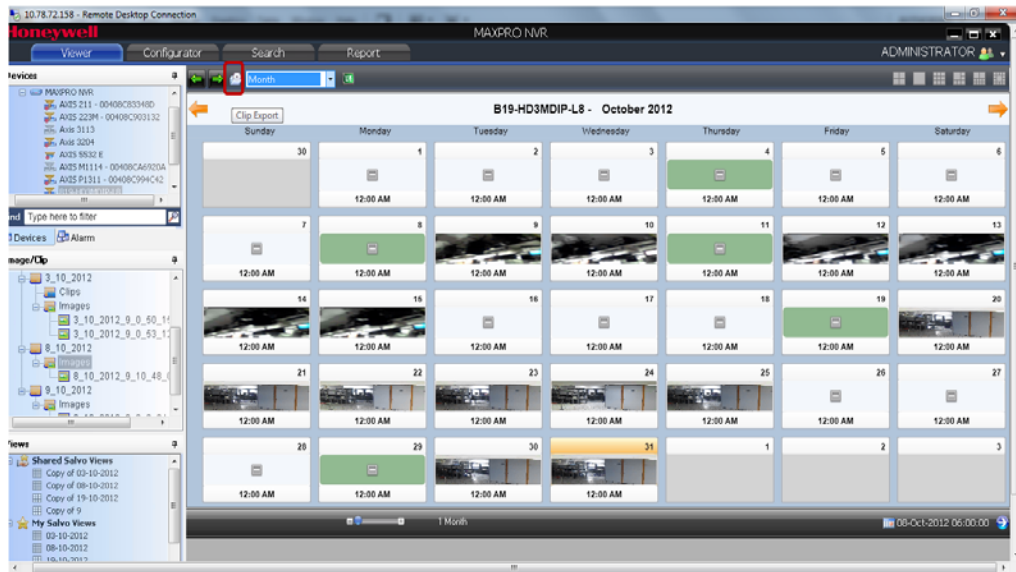 10.78.72.158 - Remote Desktop Connection
Honeywell
MAXPRO NVR
Viewer
Configurator
Search
Report
ADMINISTRATOR
Devices
Month
MAXPRO NVR
AXIS 211 - 00408C83348D
AXIS 223M - 00408C903132
Axis 3113
Axis 3204
AXIS 5532 E
AXIS M1114 - 00408CA6920A
AXIS P1311 - 00408C994C42
Type here to filter
Devices
Alarm
Image/Clip
3_10_2012
Clips
Images
3_10_2012_9_0_50_1
3_10_2012_9_0_53_1
8_10_2012
Images
8_10_2012_9_10_48_
9_10_2012
Images
Views
Shared Salvo Views
Copy of 03-10-2012
Copy of 08-10-2012
Copy of 19-10-2012
Copy of 9
My Salvo Views
03-10-2012
08-10-2012
19-10-2012
Clip Export
B19-HD3MDIP-L8 - October 2012
Sunday Monday Tuesday Wednesday Thursday Friday Saturday
30 1 2 3 4 5 6
12:00 AM 12:00 AM 12:00 AM 12:00 AM 12:00 AM 12:00 AM
7 8 9 10 11 12 13
12:00 AM 12:00 AM 12:00 AM 12:00 AM 12:00 AM 12:00 AM 12:00 AM
14 15 16 17 18 19 20
12:00 AM 12:00 AM 12:00 AM 12:00 AM 12:00 AM 12:00 AM 12:00 AM
21 22 23 24 25 26 27
12:00 AM 12:00 AM 12:00 AM 12:00 AM 12:00 AM 12:00 AM 12:00 AM
28 29 30 31 1 2 3
12:00 AM 12:00 AM 12:00 AM 12:00 AM
1 Month
08-Oct-2012 06:00:00